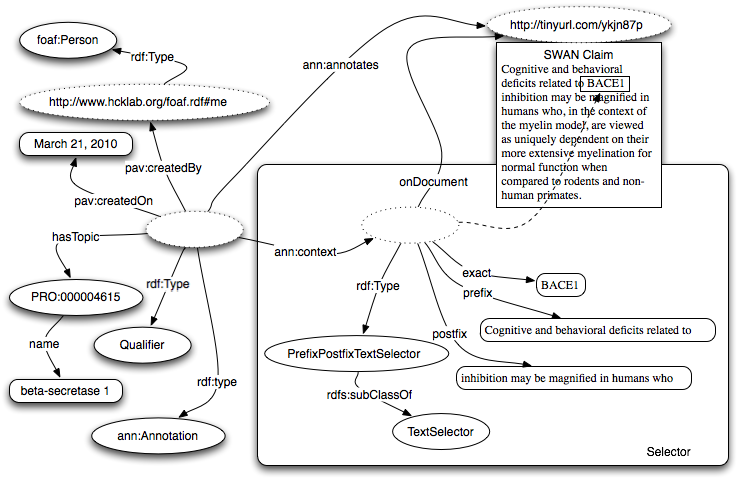 foaf:Person
http://tinyurl.com/ykjn87p
rdf:Type
ann:annotates
SWAN Claim
Cognitive and behavioral
deficits related to BACE1
inhibition may be magnified in
humans who, in the context of
the myelin model, are viewed
as uniquely dependent on their
more extensive myelination for
normal function when
compared to rodents and non-
human primates.
http://www.hcklab.org/foaf.rdf#me
March 21, 2010
pav:createdBy
onDocument
pav:createdOn
hasTopic
ann:context
rdf:Type
rdf:Type
exact
BACE1
prefix
PRO:000004615
Cognitive and behavioral deficits related to
postfix
name
Qualifier
PrefixPostfixTextSelector
inhibition may be magnified in humans who
rdf:type
rdfs:subClassOf
beta-secretase 1
ann:Annotation
TextSelector
Selector